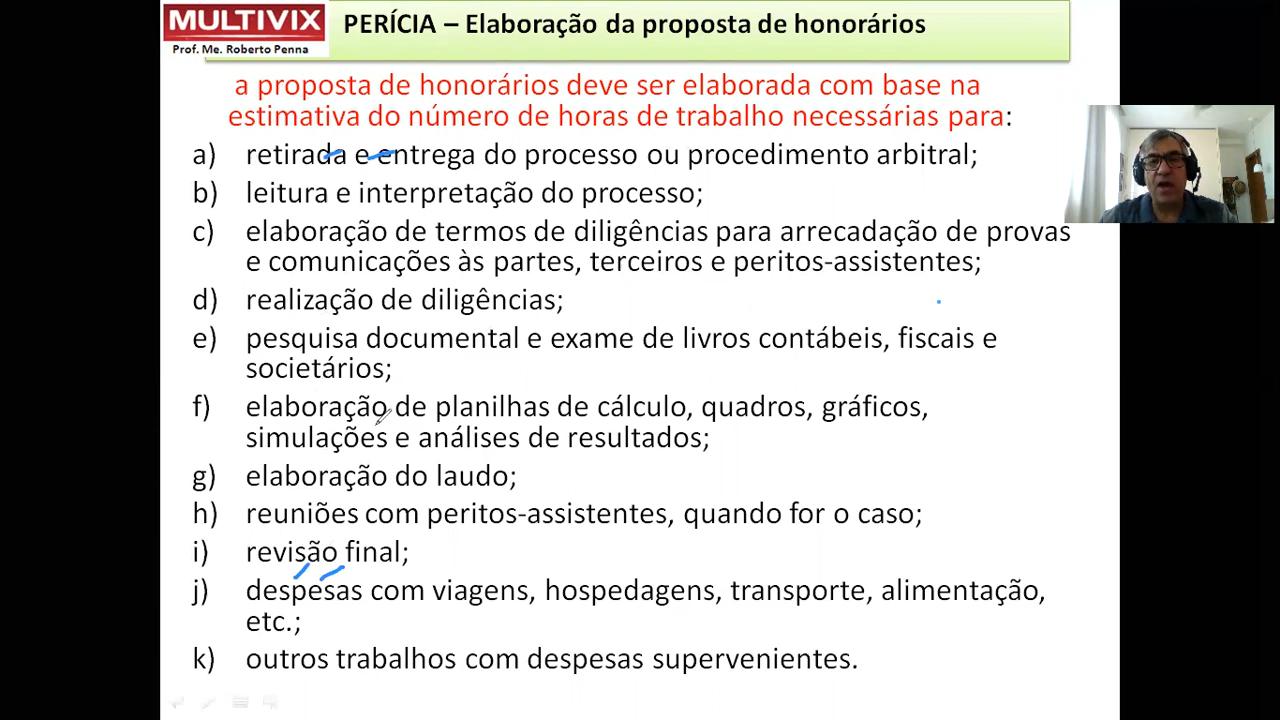 MULTIVIX
Prof. Me. Roberto Penna
PERÍCIA – Elaboração da proposta de honorários
a proposta de honorários deve ser elaborada com base na
estimativa do número de horas de trabalho necessárias para:
a) retirada e entrega do processo ou procedimento arbitral;
b) leitura e interpretação do processo;
c) elaboração de termos de diligências para arrecadação de provas
e comunicações às partes, terceiros e peritos-assistentes;
d) realização de diligências;
e) pesquisa documental e exame de livros contábeis, fiscais e
societários;
f) elaboração de planilhas de cálculo, quadros, gráficos,
simulações e análises de resultados;
g) elaboração do laudo;
h) reuniões com peritos-assistentes, quando for o caso;
i) revisão final;
j) despesas com viagens, hospedagens, transporte, alimentação,
etc.;
k) outros trabalhos com despesas supervenientes.